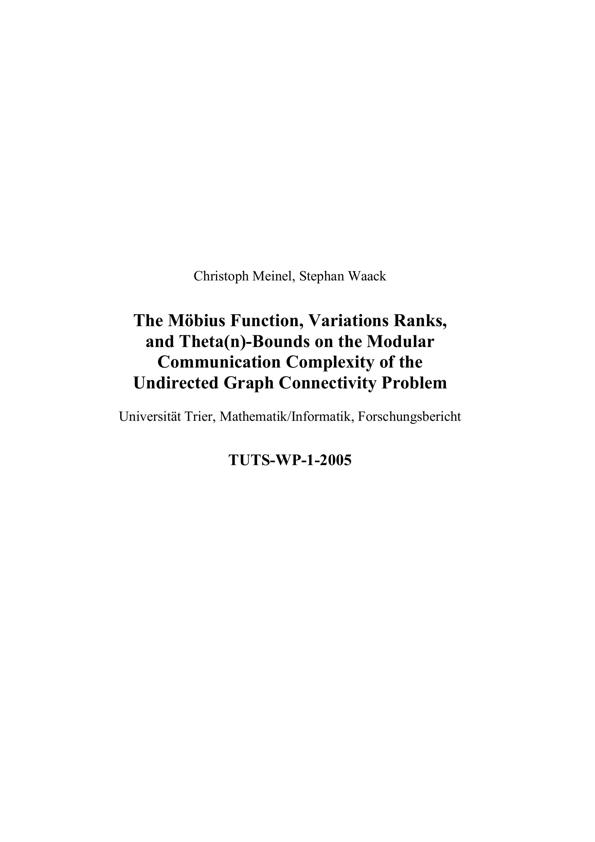 Christoph Meinel, Stephan Waack
The Möbius Function, Variations Ranks,
and Theta(n)-Bounds on the Modular
Communication Complexity of the
Undirected Graph Connectivity Problem
Universität Trier, Mathematik/Informatik, Forschungsbericht
TUTS-WP-1-2005